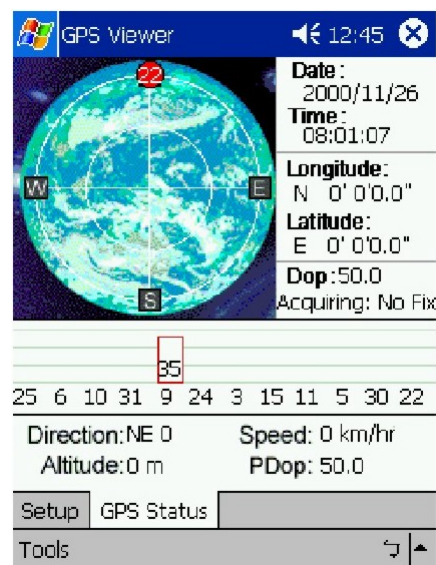 GPS Viewer 12:45
22
W
E
S
Date:
2000/11/26
Time:
08:01:07
Longitude:
N 0' 0'0.0"
Latitude:
E 0' 0'0.0"
Dop:50.0
Acquiring: No Fix
35
25 6 10 31 9 24 3 15 11 5 30 22
Direction:NE 0 Speed: 0 km/hr
Altitude:0 m PDop: 50.0
Setup GPS Status
Tools